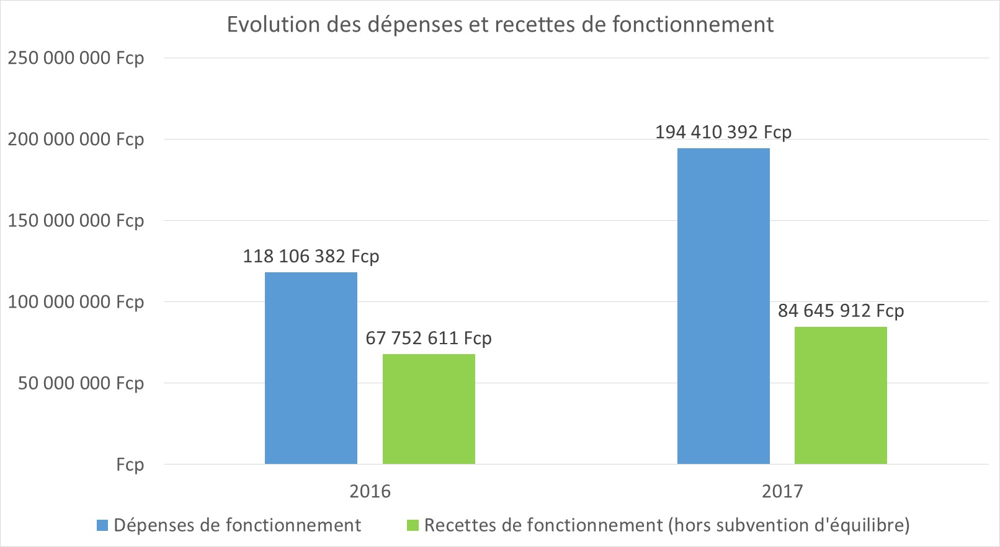 Evolution des dépenses et recettes de fonctionnement
250 000 000 Fcp
200 000 000 Fcp
150 000 000 Fcp
100 000 000 Fcp
50 000 000 Fcp
Fcp
118 106 382 Fcp
67 752 611 Fcp
194 410 392 Fcp
84 645 912 Fcp
2016
2017
Dépenses de fonctionnement
Recettes de fonctionnement (hors subvention d'équilibre)